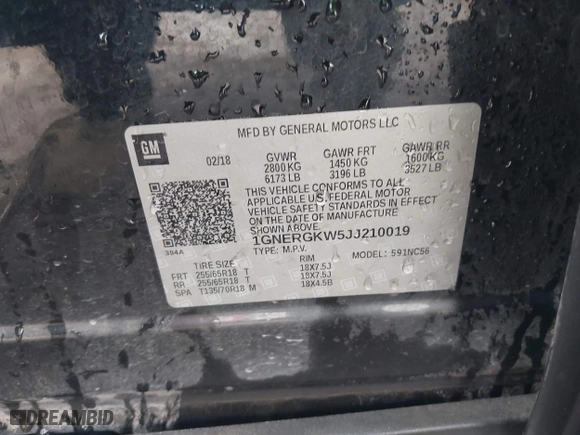 MFD BY GENERAL MOTORS LLC
GM
02/18 GVWR GAWR FRT GAWR RR
2800 KG 1450 KG 1600 KG
6173 LB 3196 LB 3527 LB
THIS VEHICLE CONFORMS TO ALL
APPLICABLE U.S. FEDERAL MOTOR
VEHICLE SAFETY STANDARDS IN EFFECT
ON THE DATE OF MANUFACTURE
SHOWN ABOVE.
394A
1GNERGKW5JJ210019
TYPE: M.P.V. MODEL: 591NC56
TIRE SIZE RIM
FRT 255/65R18 T 18X7.5J
RR 255/65R18 T 18X7.5J
SPA T135/70R18 M 18X4.5B
DREAMBID